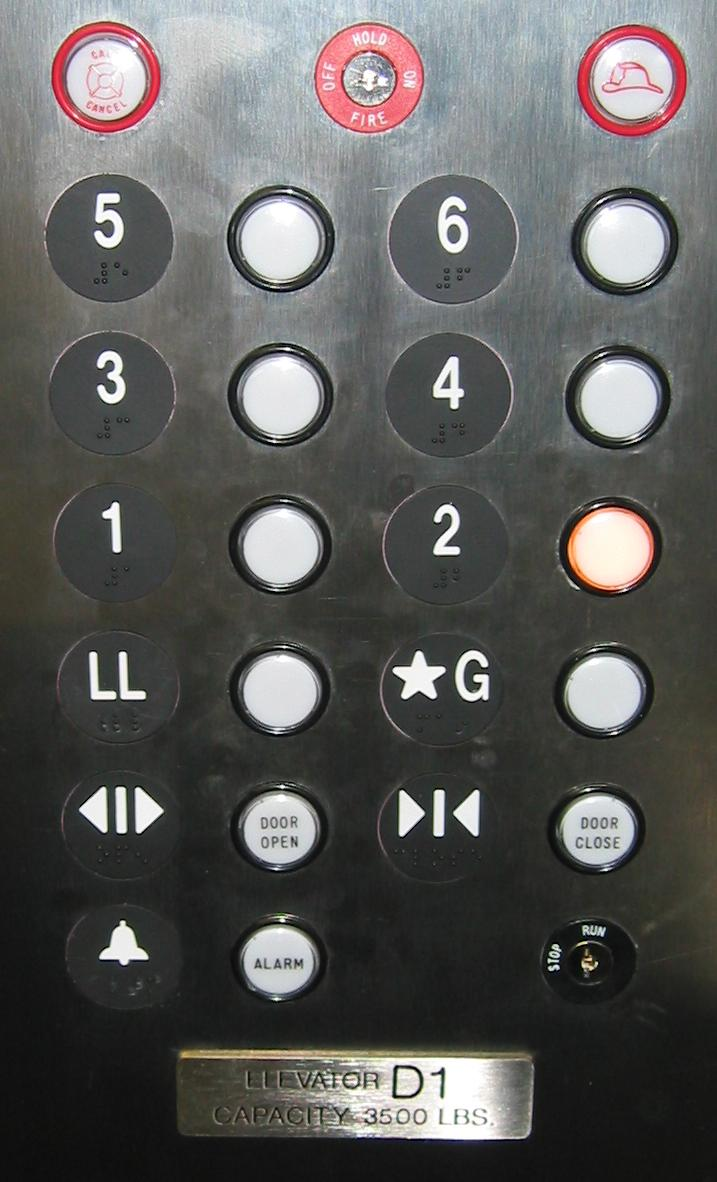 CALL CANCEL
HOLD
OFF ON
FIRE
5 6
3 4
1 2
LL ★G
DOOR OPEN
DOOR CLOSE
ALARM
RUN
STOP
ELEVATOR D1
CAPACITY 3500 LBS.